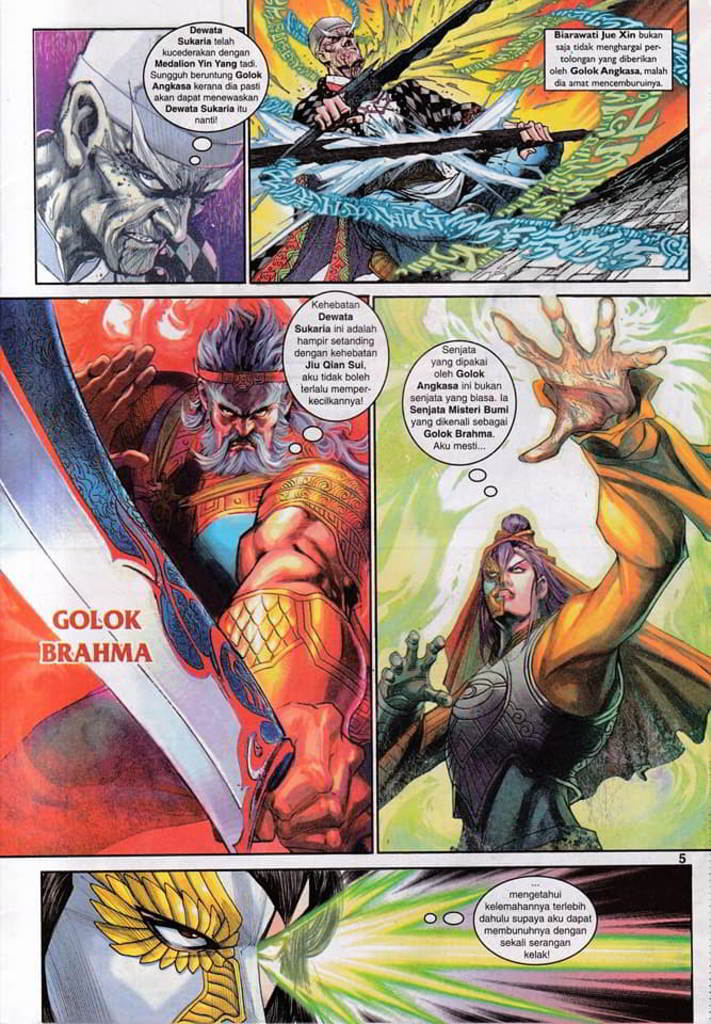 Dewata
Sukaria telah
kucederakan dengan
Medalion Yin Yang tadi.
Sungguh beruntung Golok
Angkasa kerana dia pasti
akan dapat menewaskan
Dewata Sukaria itu
nanti!
Biarawati Jue Xin bukan
saja tidak menghargai per-
tolongan yang diberikan
oleh Golok Angkasa, malah
dia amat mencemburuinya.
Kehebatan
Dewata
Sukaria ini adalah
hampir setanding
dengan kehebatan
Jiu Qian Sui,
aku tidak boleh
terlalu memper-
kecilkannya!
GOLOK
BRAHMA
Senjata
yang dipakai
oleh Golok
Angkasa ini bukan
senjata yang biasa. Ia
Senjata Misteri Bumi
yang dikenali sebagai
Golok Brahma.
Aku mesti...
5
...
mengetahui
kelemahannya terlebih
dahulu supaya aku dapat
membunuhnya dengan
sekali serangan
kelak!